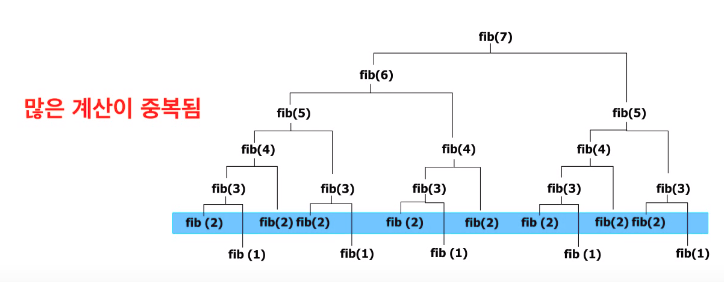 fib(7)
fib(6)
많은 계산이 중복됨
fib(5) fib(5)
fib(4) fib(4) fib(4)
fib(3) fib(3) fib(3) fib(3) fib(3)
fib (2) fib(2) fib(2) fib (2) fib(2) fib (2) fib(2) fib(2)
fib (1) fib(1) fib (1) fib (1) fib(1)